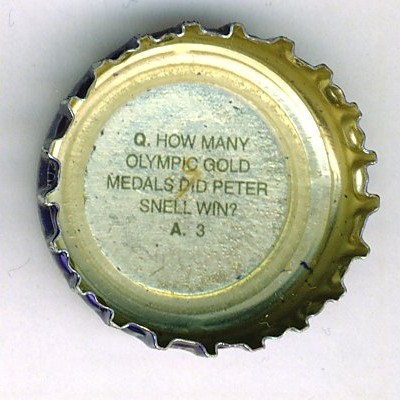 Q. HOW MANY
OLYMPIC GOLD
MEDALS DID PETER
SNELL WIN?
A. 3